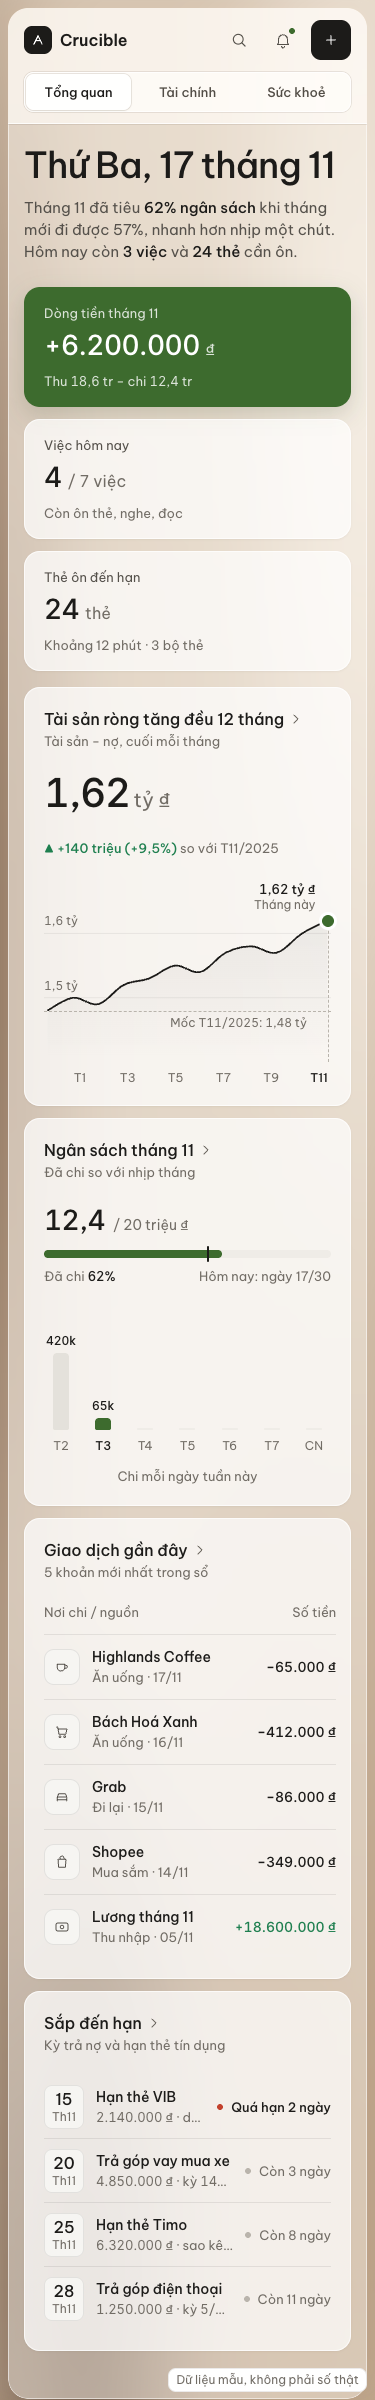 A Crucible
Tổng quan Tài chính Sức khoẻ
Thứ Ba, 17 tháng 11
Tháng 11 đã tiêu 62% ngân sách khi tháng
mới đi được 57%, nhanh hơn nhịp một chút.
Hôm nay còn 3 việc và 24 thẻ cần ôn.
Dòng tiền tháng 11
+6.200.000 ₫
Thu 18,6 tr – chi 12,4 tr
Việc hôm nay
4 / 7 việc
Còn ôn thẻ, nghe, đọc
Thẻ ôn đến hạn
24 thẻ
Khoảng 12 phút · 3 bộ thẻ
Tài sản ròng tăng đều 12 tháng
Tài sản – nợ, cuối mỗi tháng
1,62 tỷ ₫
▲ +140 triệu (+9,5%) so với T11/2025
1,62 tỷ ₫
Tháng này
1,6 tỷ
1,5 tỷ
Mốc T11/2025: 1,48 tỷ
T1 T3 T5 T7 T9 T11
Ngân sách tháng 11
Đã chi so với nhịp tháng
12,4 / 20 triệu ₫
Đã chi 62% Hôm nay: ngày 17/30
420k
65k
T2 T3 T4 T5 T6 T7 CN
Chi mỗi ngày tuần này
Giao dịch gần đây
5 khoản mới nhất trong sổ
Nơi chi / nguồn Số tiền
Highlands Coffee
Ăn uống · 17/11
−65.000 ₫
Bách Hoá Xanh
Ăn uống · 16/11
−412.000 ₫
Grab
Đi lại · 15/11
−86.000 ₫
Shopee
Mua sắm · 14/11
−349.000 ₫
Lương tháng 11
Thu nhập · 05/11
+18.600.000 ₫
Sắp đến hạn
Kỳ trả nợ và hạn thẻ tín dụng
15 Th11
Hạn thẻ VIB
2.140.000 ₫ · d...
Quá hạn 2 ngày
20 Th11
Trả góp vay mua xe
4.850.000 ₫ · kỳ 14...
Còn 3 ngày
25 Th11
Hạn thẻ Timo
6.320.000 ₫ · sao kê...
Còn 8 ngày
28 Th11
Trả góp điện thoại
1.250.000 ₫ · kỳ 5/...
Còn 11 ngày
Dữ liệu mẫu, không phải số thật